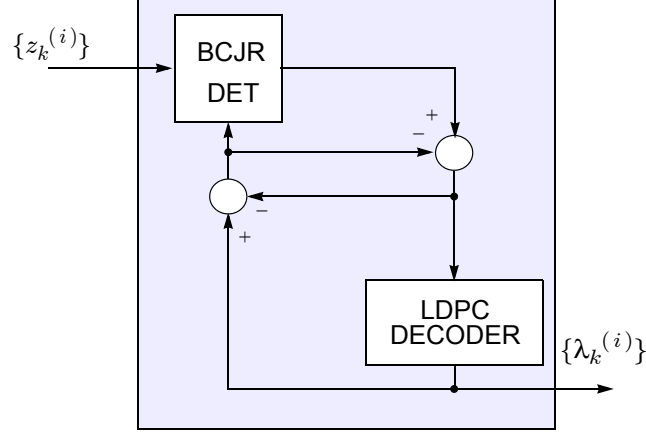 {z_k^(i)}
BCJR
DET
+
−
−
+
LDPC
DECODER
{λ_k^(i)}